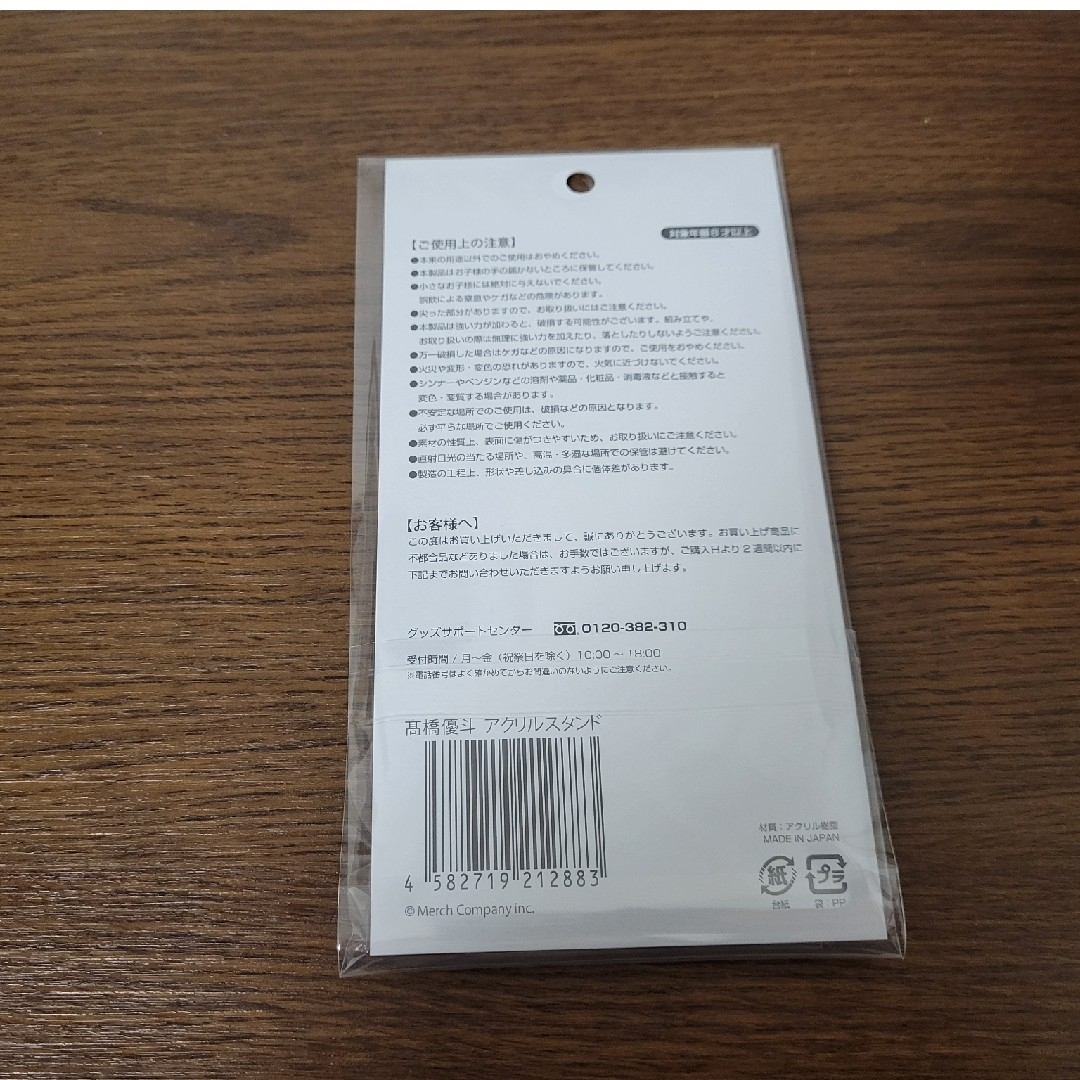 対象年齢6才以上
【ご使用上の注意】
●本来の用途以外でのご使用はおやめください。
●本製品はお子様の手の届かないところに保管してください。
●小さなお子様には絶対に与えないでください。
誤飲による窒息やケガなどの危険があります。
●尖った部分がありますので、お取り扱いにはご注意ください。
●本製品は強い力が加わると、破損する可能性がございます。組み立てや、
お取り扱いの際は無理に強い力を加えたり、落としたりしないようご注意ください。
●万一破損した場合はケガなどの原因になりますので、ご使用をおやめください。
●火災や変形・変色の恐れがありますので、火気に近づけないでください。
●シンナーやベンジンなどの溶剤や薬品・化粧品・消毒液などと接触すると
変色・変質する場合があります。
●不安定な場所でのご使用は、破損などの原因となります。
必ず平らな場所でご使用ください。
●素材の性質上、表面に傷がつきやすいため、お取り扱いにご注意ください。
●直射日光の当たる場所や、高温・多湿な場所での保管は避けてください。
●製造の工程上、形状や差し込みの具合に個体差があります。
【お客様へ】
この度はお買い上げいただきまして、誠にありがとうございます。お買い上げ商品に
不都合品などありました場合は、お手数ではございますが、ご購入日より2週間以内に
下記までお問い合わせいただきますようお願い申し上げます。
グッズサポートセンター 0120-382-310
受付時間/月~金(祝祭日を除く)10:00~18:00
※電話番号はよく確かめてからお間違いのないようにご注意ください。
髙橋優斗 アクリルスタンド
4 582719 212883
© Merch Company inc.
材質:アクリル樹脂
MADE IN JAPAN
紙 プラ
台紙 袋:PP